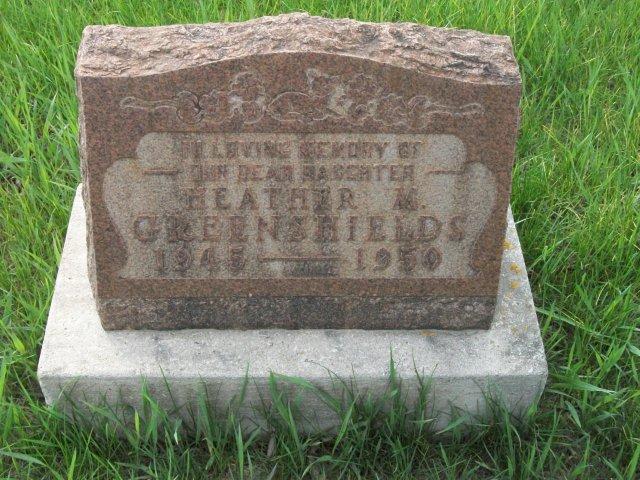 IN LOVING MEMORY OF
OUR DEAR DAUGHTER
HEATHER M.
GREENSHIELDS
1945 — 1950